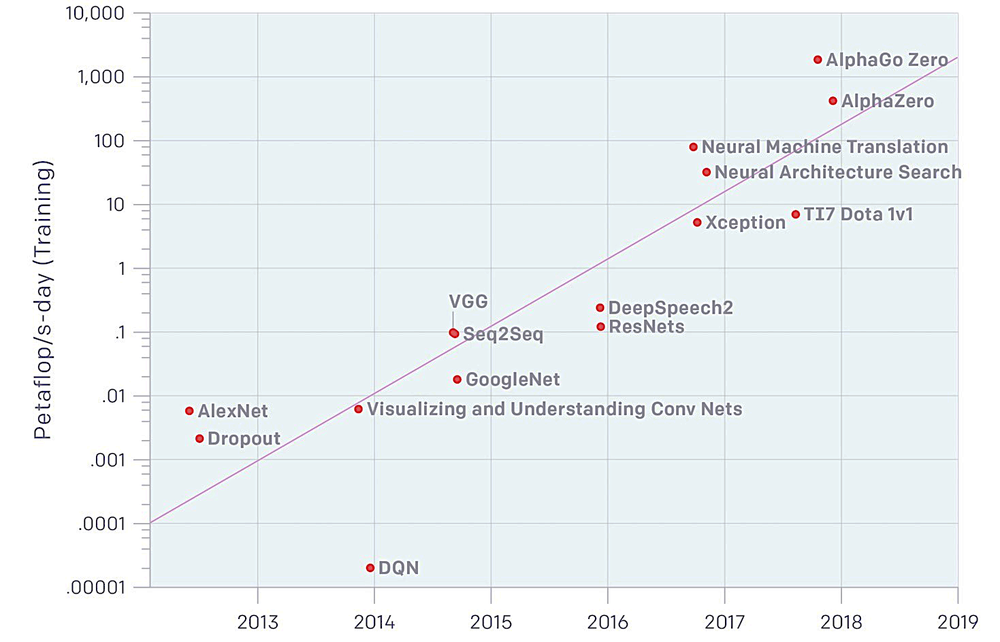 10,000
1,000
100
10
1
.1
.01
.001
.0001
.00001
Petaflop/s-day (Training)
AlphaGo Zero
AlphaZero
Neural Machine Translation
Neural Architecture Search
TI7 Dota 1v1
Xception
VGG
DeepSpeech2
ResNets
Seq2Seq
GoogleNet
Visualizing and Understanding Conv Nets
AlexNet
Dropout
DQN
2013 2014 2015 2016 2017 2018 2019